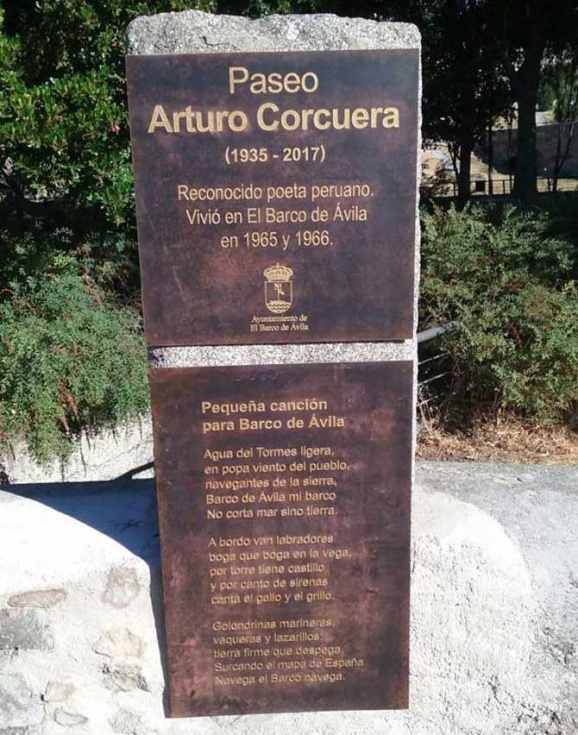 Paseo
Arturo Corcuera
(1935 - 2017)
Reconocido poeta peruano.
Vivió en El Barco de Ávila
en 1965 y 1966.
Ayuntamiento de
El Barco de Ávila
Pequeña canción
para Barco de Ávila
Agua del Tormes ligera,
en popa viento del pueblo,
navegantes de la sierra,
Barco de Ávila mi barco
No corta mar sino tierra.
A bordo van labradores
boga que boga en la vega,
por torre tiene castillo
y por canto de sirenas
canta el gallo y el grillo.
Golondrinas marineras,
vaqueras y lazarillos:
tierra firme que despega,
Surcando el mapa de España
Navega el Barco navega.